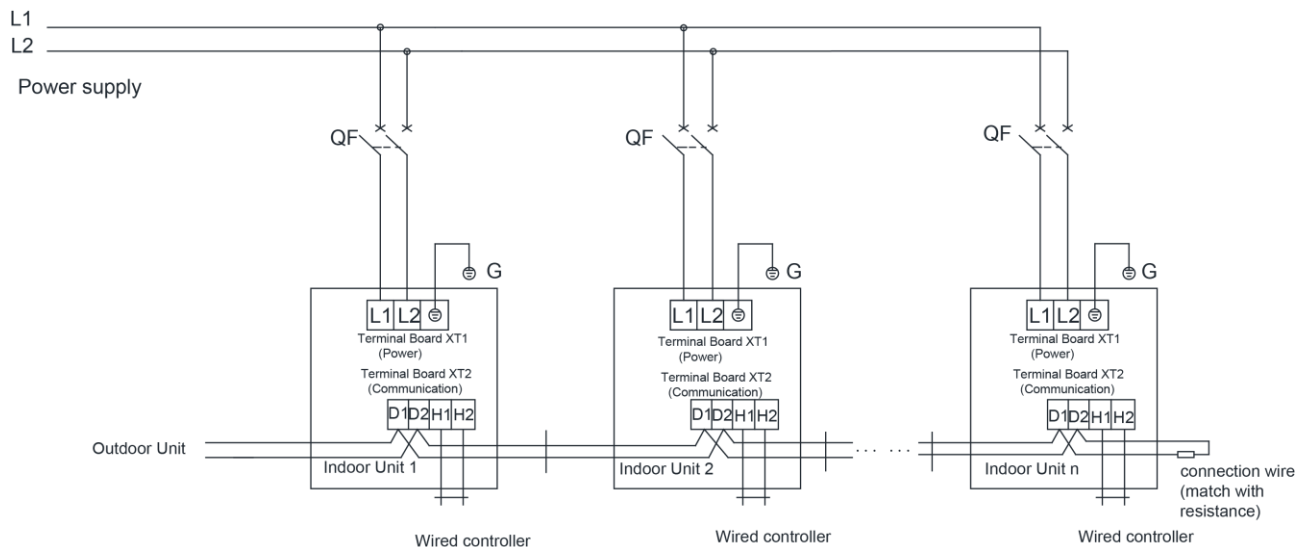 L1
L2
Power supply
QF
QF
QF
G
G
G
L1 L2
L1 L2
L1 L2
Terminal Board XT1
(Power)
Terminal Board XT1
(Power)
Terminal Board XT1
(Power)
Terminal Board XT2
(Communication)
Terminal Board XT2
(Communication)
Terminal Board XT2
(Communication)
D1 D2 H1 H2
D1 D2 H1 H2
D1 D2 H1 H2
Outdoor Unit
Indoor Unit 1
Indoor Unit 2
... ...
Indoor Unit n
connection wire
(match with
resistance)
Wired controller
Wired controller
Wired controller